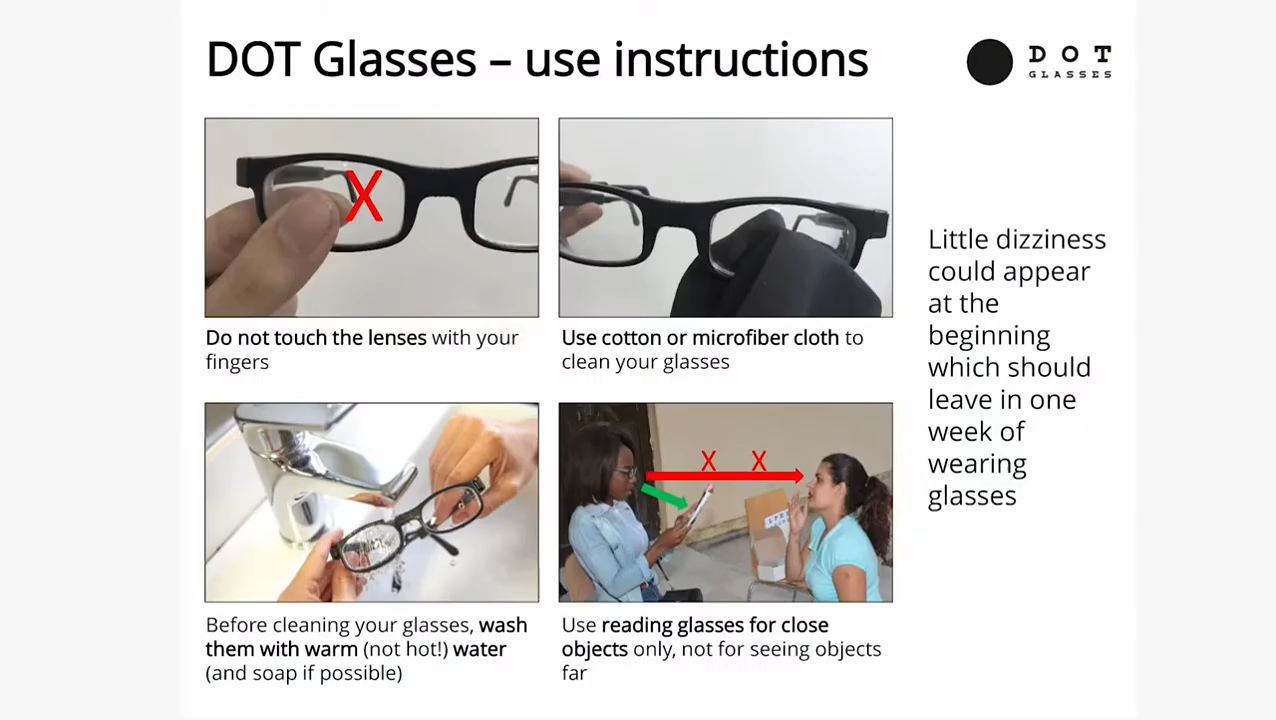 DOT Glasses – use instructions
DOT
GLASSES
X
Do not touch the lenses with your
fingers
Use cotton or microfiber cloth to
clean your glasses
Little dizziness
could appear
at the
beginning
which should
leave in one
week of
wearing
glasses
X X
Before cleaning your glasses, wash
them with warm (not hot!) water
(and soap if possible)
Use reading glasses for close
objects only, not for seeing objects
far